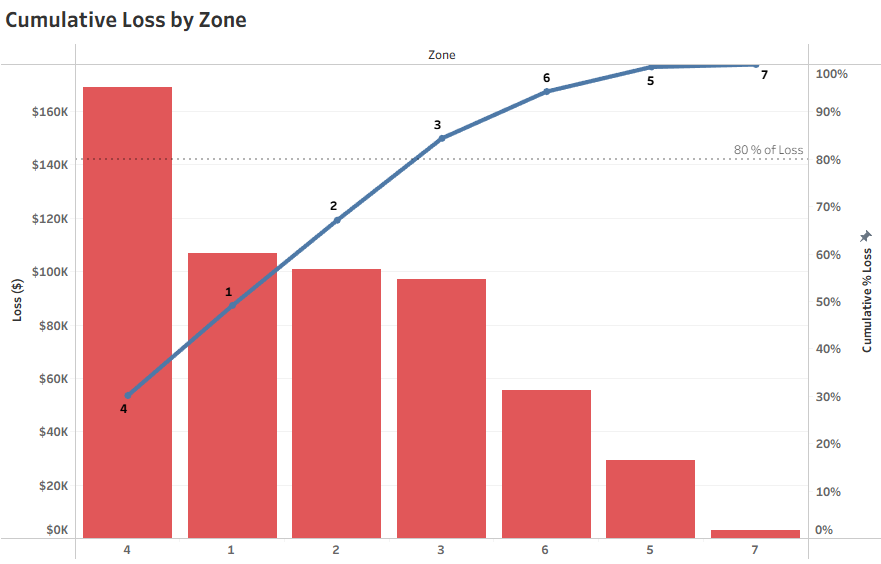 Cumulative Loss by Zone
Zone
$160K
$140K
$120K
$100K
$80K
$60K
$40K
$20K
$0K
Loss ($)
100%
90%
80%
70%
60%
50%
40%
30%
20%
10%
0%
Cumulative % Loss
80 % of Loss
4
1
2
3
6
5
7
4 1 2 3 6 5 7